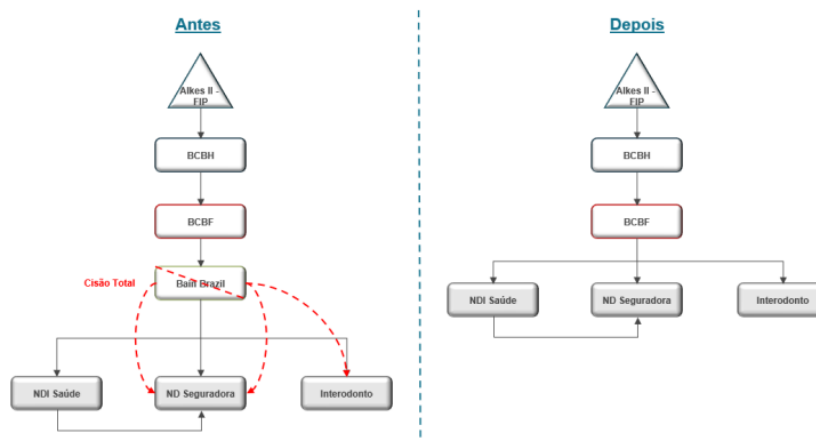 Antes
Alkes II -
FIP
BCBH
BCBF
Cisão Total
Bain Brazil
NDI Saúde
ND Seguradora
Interodonto
Depois
Alkes II -
FIP
BCBH
BCBF
NDI Saúde
ND Seguradora
Interodonto